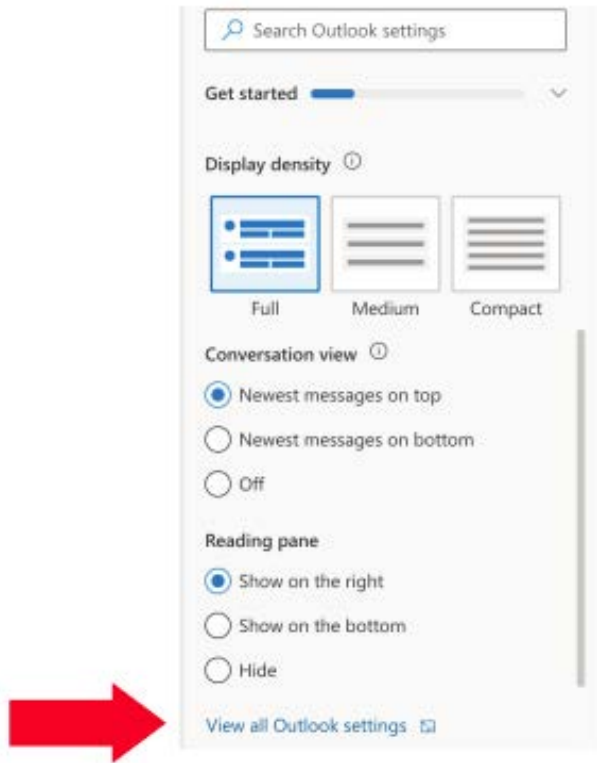 Search Outlook settings
Get started
Display density
Full Medium Compact
Conversation view
Newest messages on top
Newest messages on bottom
Off
Reading pane
Show on the right
Show on the bottom
Hide
View all Outlook settings